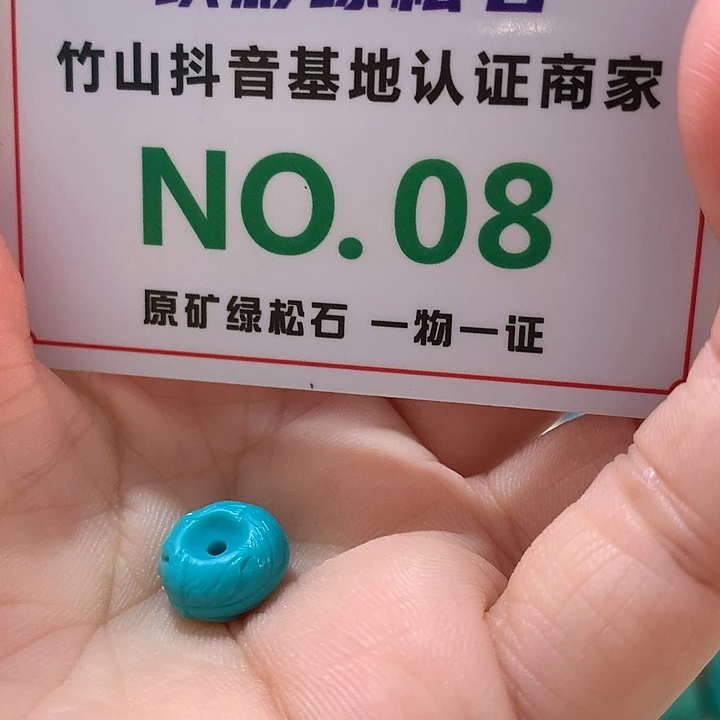 竹山抖音基地认证商家
NO.08
原矿绿松石 一物一证